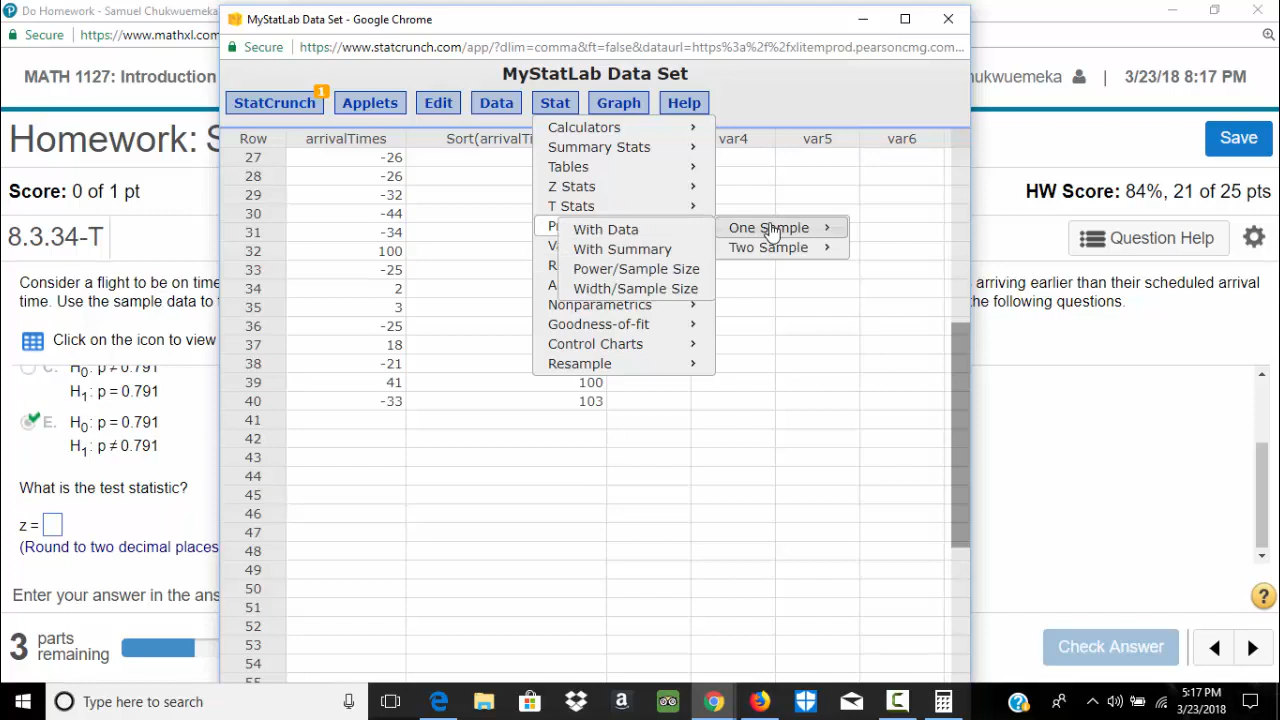 Do Homework - Samuel Chukwuemeka
Secure
https://www.mathxl.com
MATH 1127: Introduction
hukwuemeka
3/23/18 8:17 PM
Homework: S
Save
Score: 0 of 1 pt
HW Score: 84%, 21 of 25 pts
8.3.34-T
Question Help
Consider a flight to be on time
arriving earlier than their scheduled arrival
time. Use the sample data to
the following questions.
Click on the icon to view
C. H0: p ≠ 0.791
H1: p = 0.791
E. H0: p = 0.791
H1: p ≠ 0.791
What is the test statistic?
z =
(Round to two decimal places
Enter your answer in the ans
3 parts
remaining
Check Answer
?
MyStatLab Data Set - Google Chrome
Secure
https://www.statcrunch.com/app/?dlim=comma&ft=false&dataurl=https%3a%2f%2fxlitemprod.pearsoncmg.com...
MyStatLab Data Set
StatCrunch 1 Applets Edit Data Stat Graph Help
Row arrivalTimes Sort(arrivalTi var4 var5 var6
27 -26
28 -26
29 -32
30 -44
31 -34
32 100
33 -25
34 2
35 3
36 -25
37 18
38 -21
39 41 100
40 -33 103
41
42
43
44
45
46
47
48
49
50
51
52
53
54
Calculators
Summary Stats
Tables
Z Stats
T Stats
P
V
R
A
Nonparametrics
Goodness-of-fit
Control Charts
Resample
One Sample
Two Sample
With Data
With Summary
Power/Sample Size
Width/Sample Size
Type here to search
5:17 PM
3/23/2018